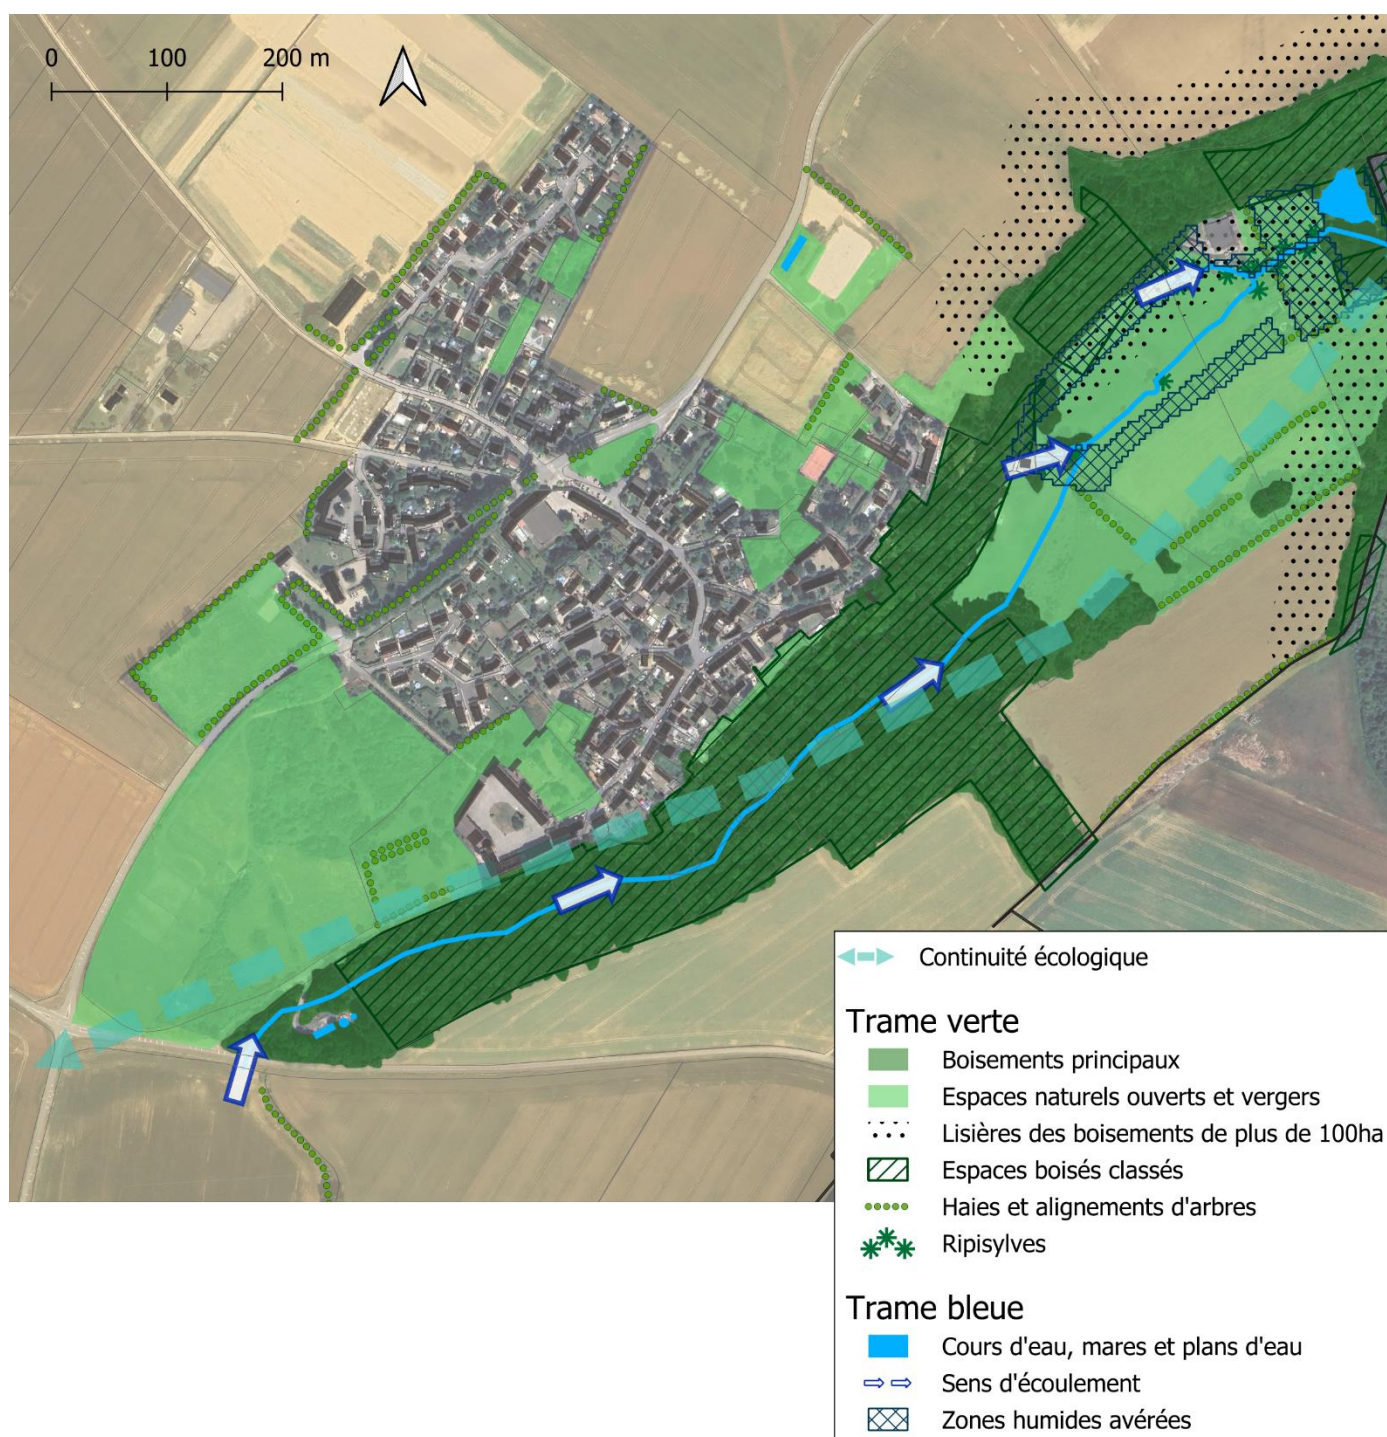 0 100 200 m
Continuité écologique
Trame verte
Boisements principaux
Espaces naturels ouverts et vergers
Lisières des boisements de plus de 100ha
Espaces boisés classés
Haies et alignements d'arbres
Ripisylves
Trame bleue
Cours d'eau, mares et plans d'eau
Sens d'écoulement
Zones humides avérées